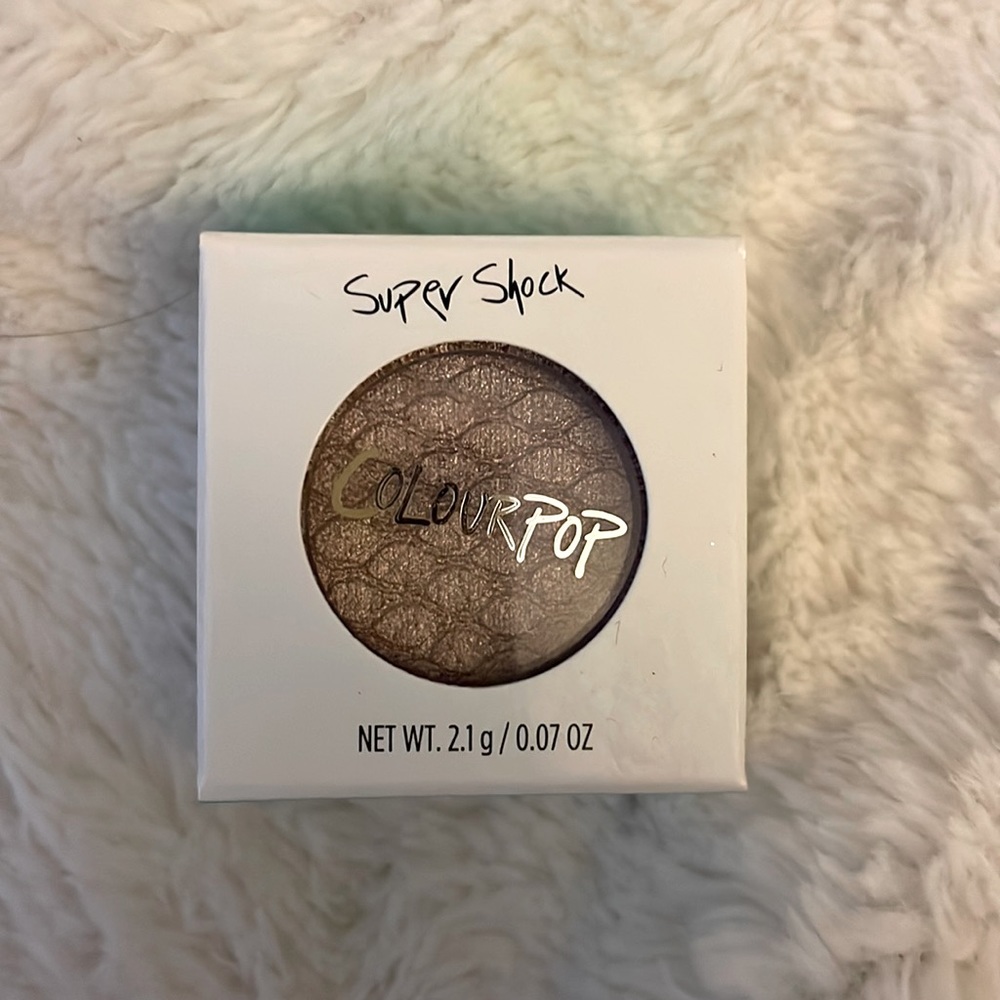 Super Shock
COLOURPOP
NET WT. 2.1 g / 0.07 OZ